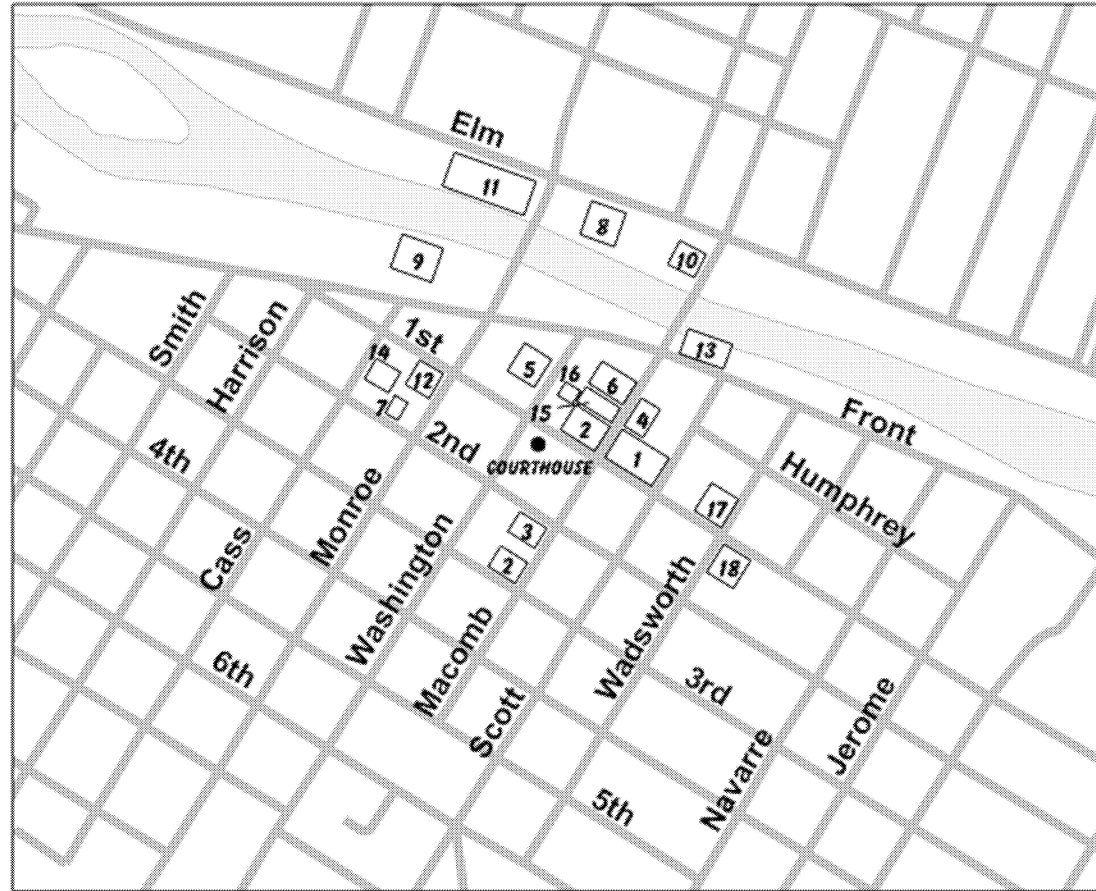 Elm
11
8
10
9
1st
Smith
Harrison
14
12
7
5
16
6
13
15
2
4
1
Front
COURTHOUSE
2nd
4th
Humphrey
17
3
2
18
Cass
Monroe
Washington
Macomb
Scott
Wadsworth
6th
3rd
Navarre
Jerome
5th